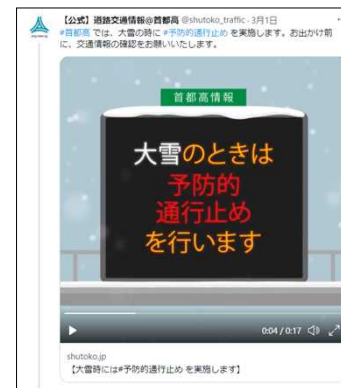 【公式】道路交通情報@首都高 @shutoko_traffic · 3月1日
#首都高 では、大雪の時に #予防的通行止め を実施します。お出かけ前
に、交通情報の確認をお願いいたします。
首都高情報
大雪のときは
予防的
通行止め
を行います
0:04 / 0:17
shutoko.jp
【大雪時には#予防的通行止め を実施します】